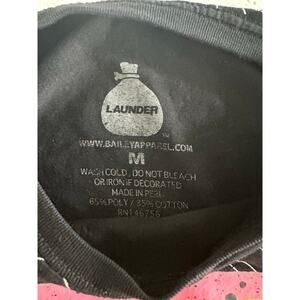 LAUNDER
™
WWW.BAILEYAPPAREL.COM
M
WASH COLD, DO NOT BLEACH
OR IRON IF DECORATED
MADE IN PERU
65% POLY / 35% COTTON
RN146756